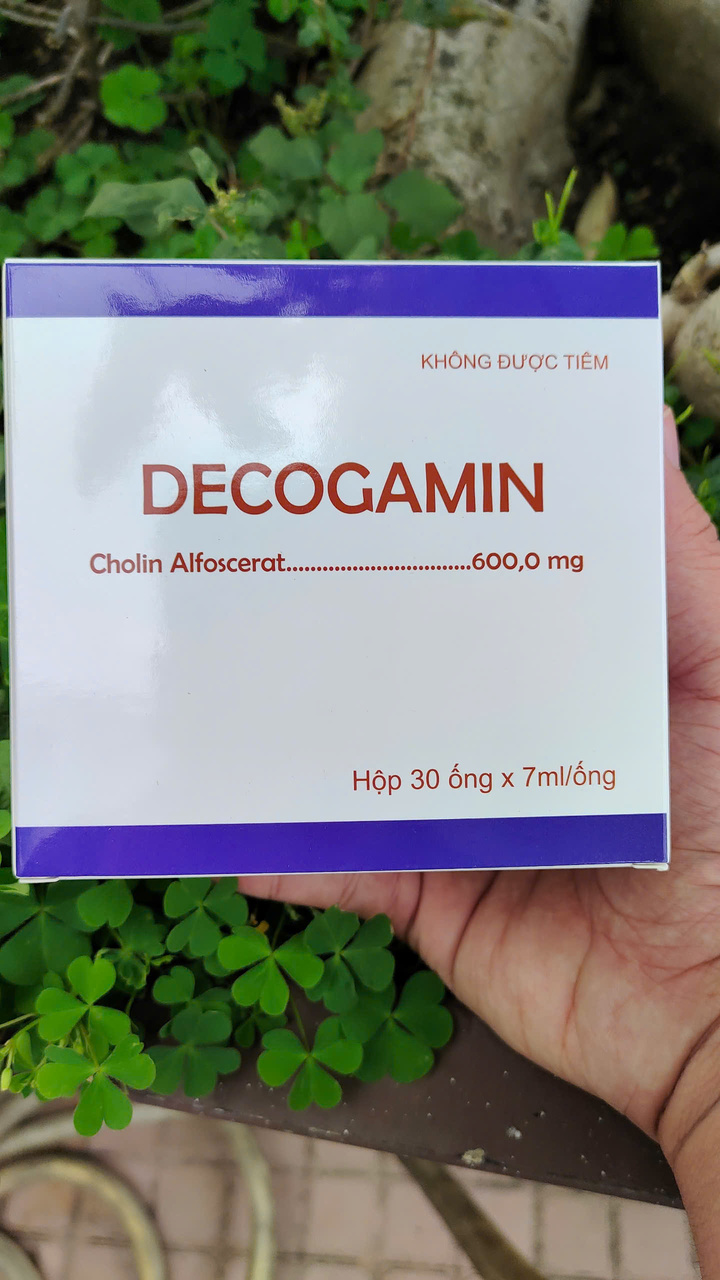 KHÔNG ĐƯỢC TIÊM
DECOGAMIN
Cholin Alfoscerat...............................600,0 mg
Hộp 30 ống x 7ml/ống